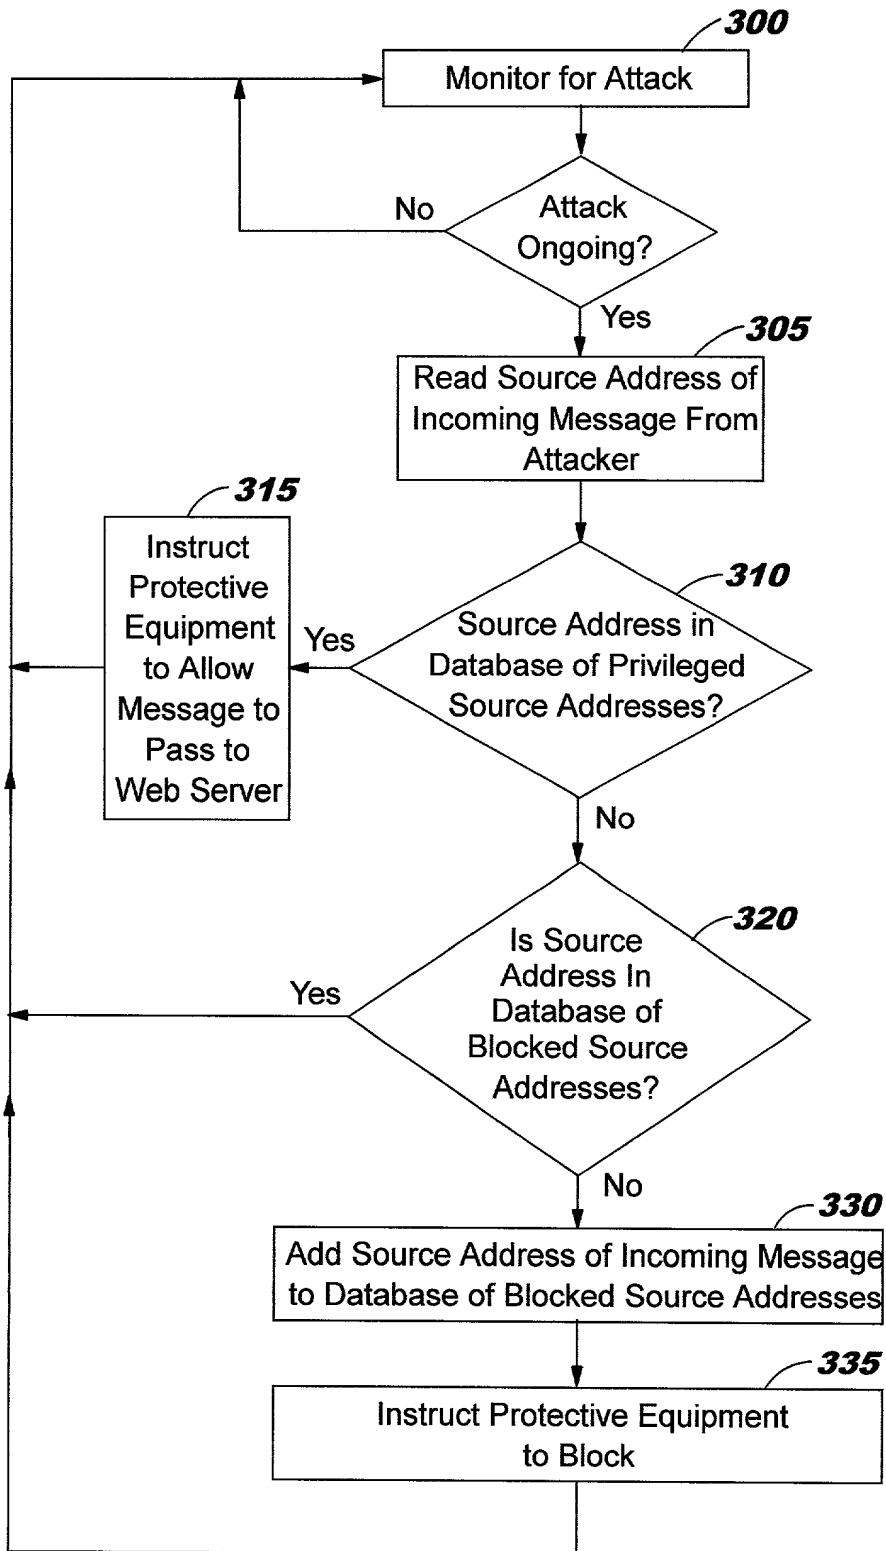 300
Monitor for Attack
No
Attack
Ongoing?
Yes
305
Read Source Address of
Incoming Message From
Attacker
315
Instruct
Protective
Equipment
to Allow
Message to
Pass to
Web Server
310
Yes
Source Address in
Database of Privileged
Source Addresses?
No
320
Is Source
Address In
Database of
Blocked Source
Addresses?
Yes
No
330
Add Source Address of Incoming Message
to Database of Blocked Source Addresses
335
Instruct Protective Equipment
to Block